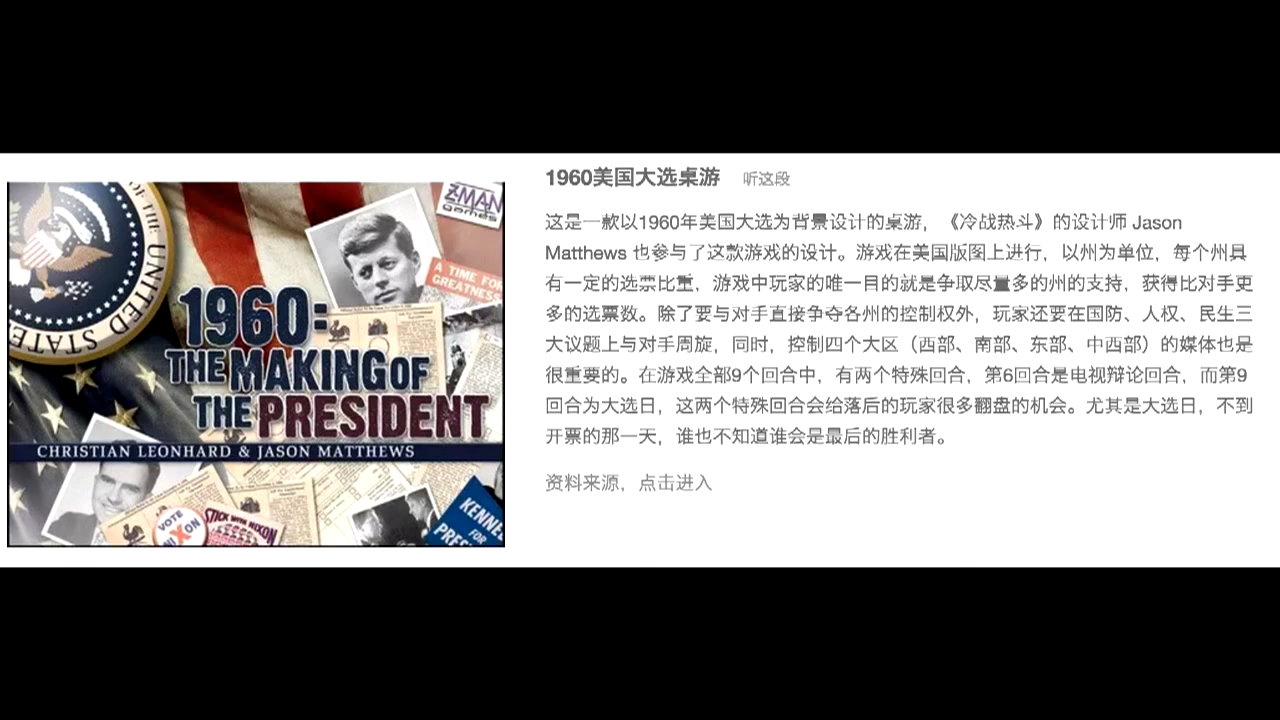 OF THE UNITED STATE
Z-MAN
Games
A TIME FOR
GREATNESS
1960:
THE MAKING OF
THE PRESIDENT
CHRISTIAN LEONHARD & JASON MATTHEWS
VOTE
NIXON
STICK WITH NIXON
KENNE
FOR
PRES
1960美国大选桌游 听这段
这是一款以1960年美国大选为背景设计的桌游，《冷战热斗》的设计师 Jason
Matthews 也参与了这款游戏的设计。游戏在美国版图上进行，以州为单位，每个州具
有一定的选票比重，游戏中玩家的唯一目的就是争取尽量多的州的支持，获得比对手更
多的选票数。除了要与对手直接争夺各州的控制权外，玩家还要在国防、人权、民生三
大议题上与对手周旋，同时，控制四个大区（西部、南部、东部、中西部）的媒体也是
很重要的。在游戏全部9个回合中，有两个特殊回合，第6回合是电视辩论回合，而第9
回合为大选日，这两个特殊回合会给落后的玩家很多翻盘的机会。尤其是大选日，不到
开票的那一天，谁也不知道谁会是最后的胜利者。
资料来源，点击进入